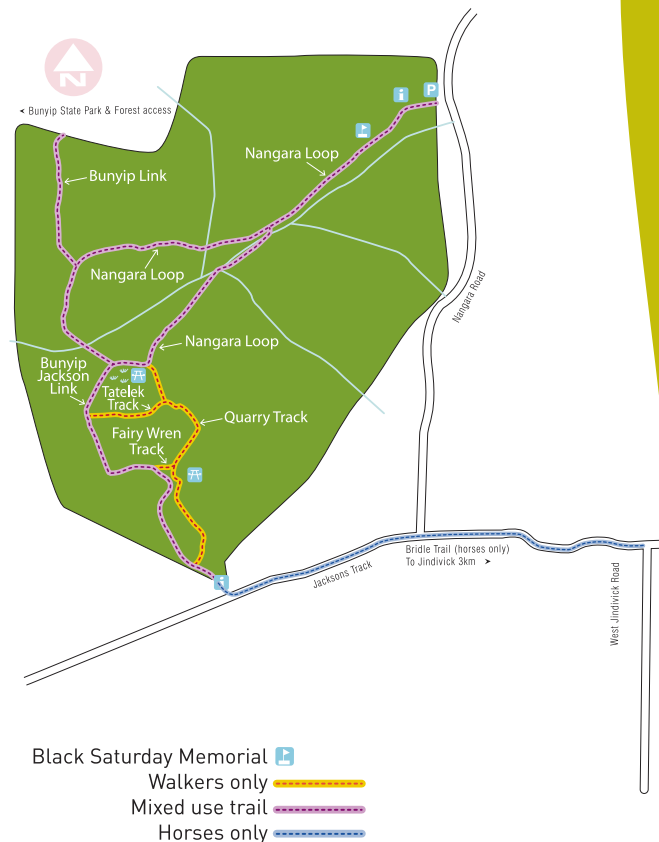 N
< Bunyip State Park & Forest access
i
P
Nangara Loop
Bunyip Link
Nangara Loop
Nangara Road
Nangara Loop
Bunyip
Jackson
Link
Tatelek
Track
Quarry Track
Fairy Wren
Track
i
Bridle Trail (horses only)
To Jindivick 3km >
Jacksons Track
West Jindivick Road
Black Saturday Memorial
Walkers only
Mixed use trail
Horses only